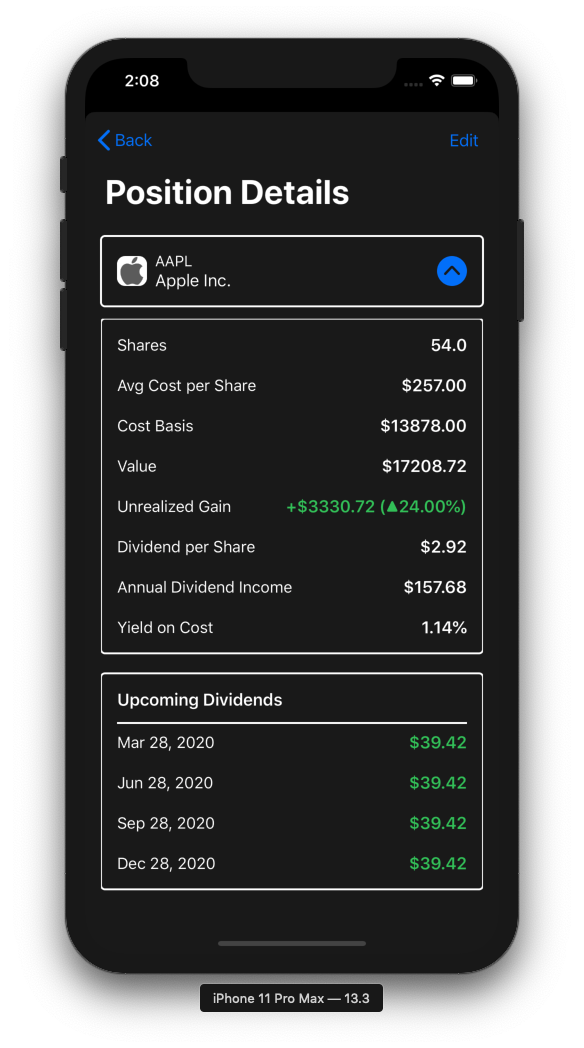 2:08
Back
Edit
Position Details
AAPL
Apple Inc.
Shares 54.0
Avg Cost per Share $257.00
Cost Basis $13878.00
Value $17208.72
Unrealized Gain +$3330.72 (▲24.00%)
Dividend per Share $2.92
Annual Dividend Income $157.68
Yield on Cost 1.14%
Upcoming Dividends
Mar 28, 2020 $39.42
Jun 28, 2020 $39.42
Sep 28, 2020 $39.42
Dec 28, 2020 $39.42
iPhone 11 Pro Max — 13.3